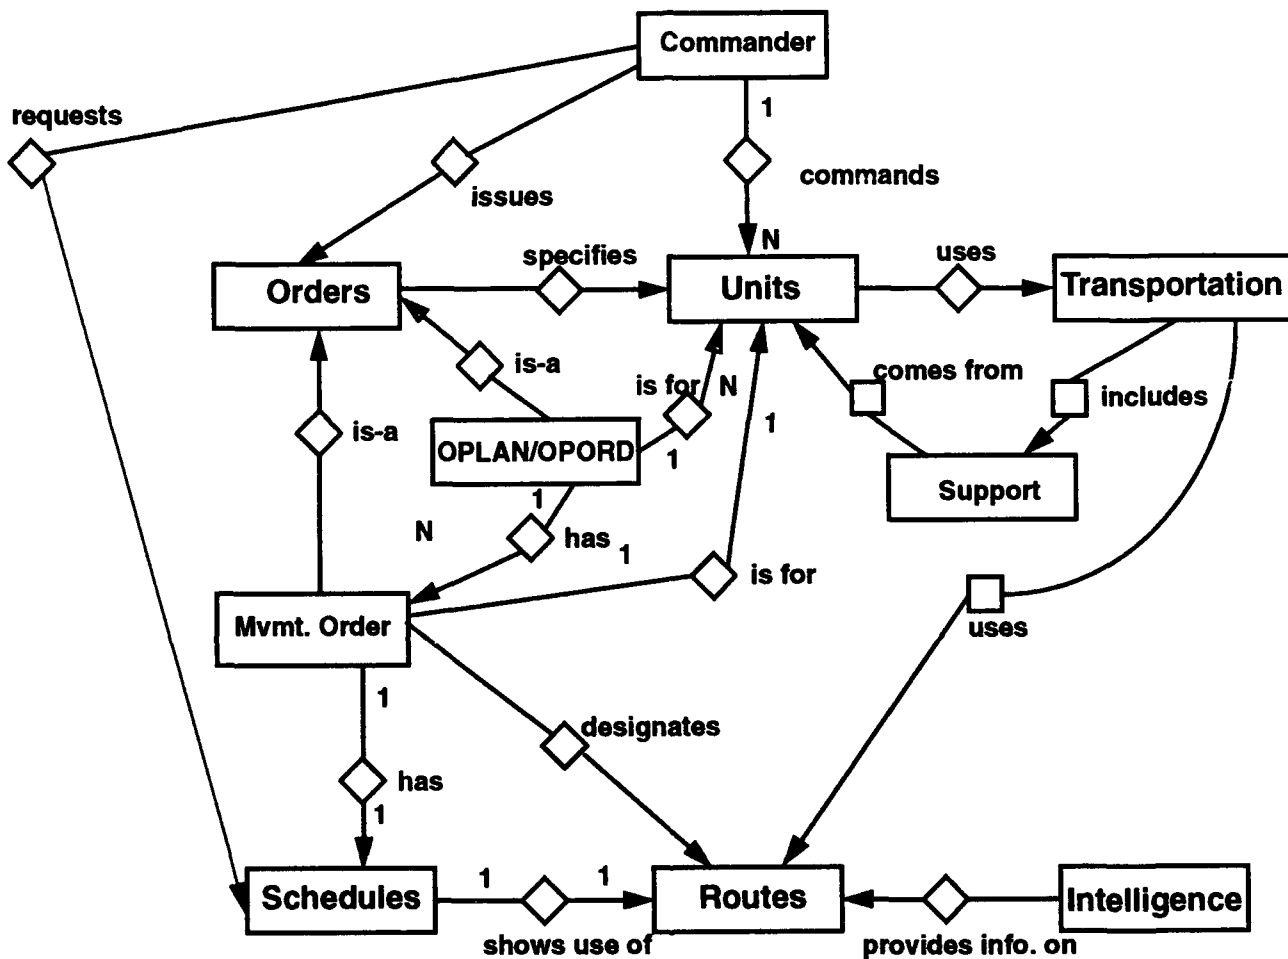 Commander
requests
1
issues
commands
N
specifies
uses
Orders
Units
Transportation
is-a
is for
N
comes from
includes
1
is-a
OPLAN/OPORD
1
Support
1
N
has
1
is for
Mvmt. Order
uses
1
designates
has
1
Schedules
1
1
Routes
Intelligence
shows use of
provides info. on